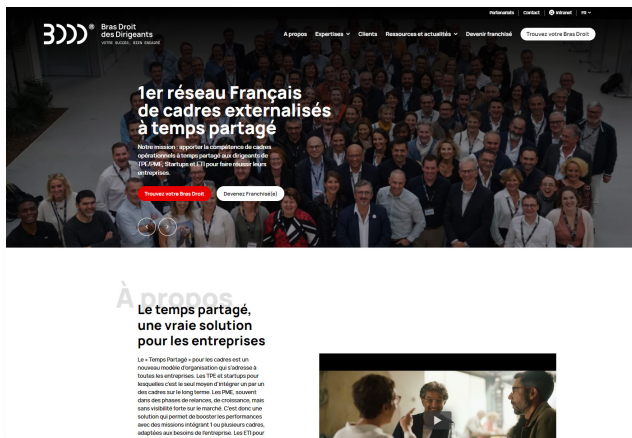 Partenariats Contact Intranet FR
BDDD® Bras Droit
des Dirigeants
VOTRE SUCCÈS, BIEN ENTOURÉ
A propos Expertises Clients Ressources et actualités Devenir franchisé Trouvez votre Bras Droit
1er réseau Français
de cadres externalisés
à temps partagé
Notre mission : apporter la compétence de cadres
opérationnels à temps partagé aux dirigeants de
TPE/PME, Startups et ETI pour faire réussir leurs
entreprises.
Trouvez votre Bras Droit Devenez Franchisé(e)
À propos
Le temps partagé,
une vraie solution
pour les entreprises
Le « Temps Partagé » pour les cadres est un
nouveau modèle d'organisation qui s'adresse à
toutes les entreprises. Les TPE et startups pour
lesquelles c'est le seul moyen d'intégrer un par un
des cadres sur le long terme. Les PME, souvent
dans des phases de relances, de croissance, mais
sans visibilité forte sur le marché. C'est donc une
solution qui permet de booster les performances
avec des missions intégrant 1 ou plusieurs cadres,
adaptées aux besoins de l'entreprise. Les ETI pour